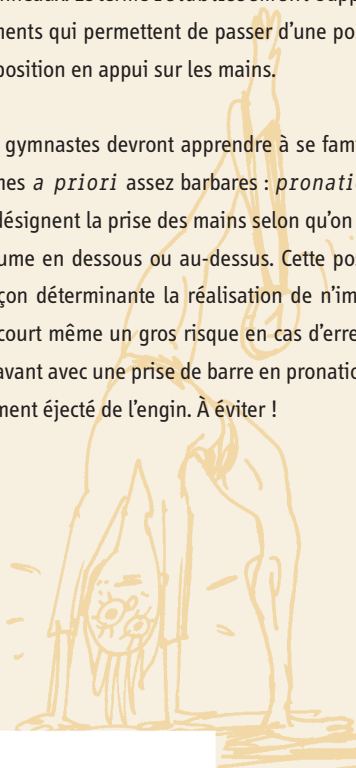 ments qui permettent de passer d'une po
position en appui sur les mains.
gymnastes devront apprendre à se fam
nes a priori assez barbares : pronati
désignent la prise des mains selon qu'on
ume en dessous ou au-dessus. Cette pos
çon déterminante la réalisation de n'im
court même un gros risque en cas d'erre
avant avec une prise de barre en pronatio
ment éjecté de l'engin. À éviter !